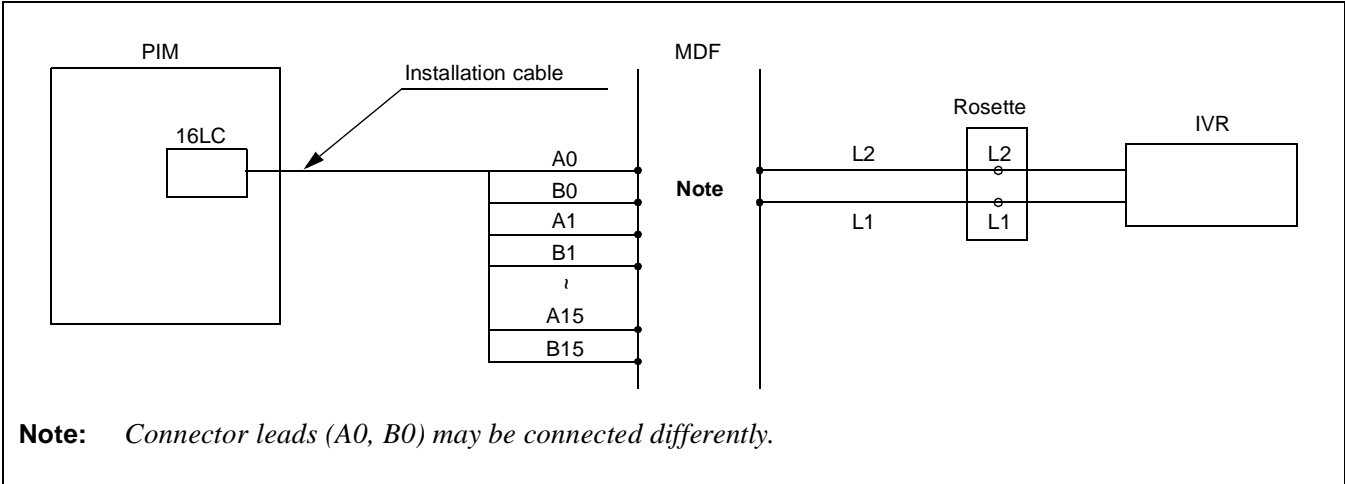 PIM
MDF
Installation cable
Rosette
IVR
16LC
A0
L2
L2
B0
Note
A1
L1
L1
B1
~
A15
B15
Note: Connector leads (A0, B0) may be connected differently.